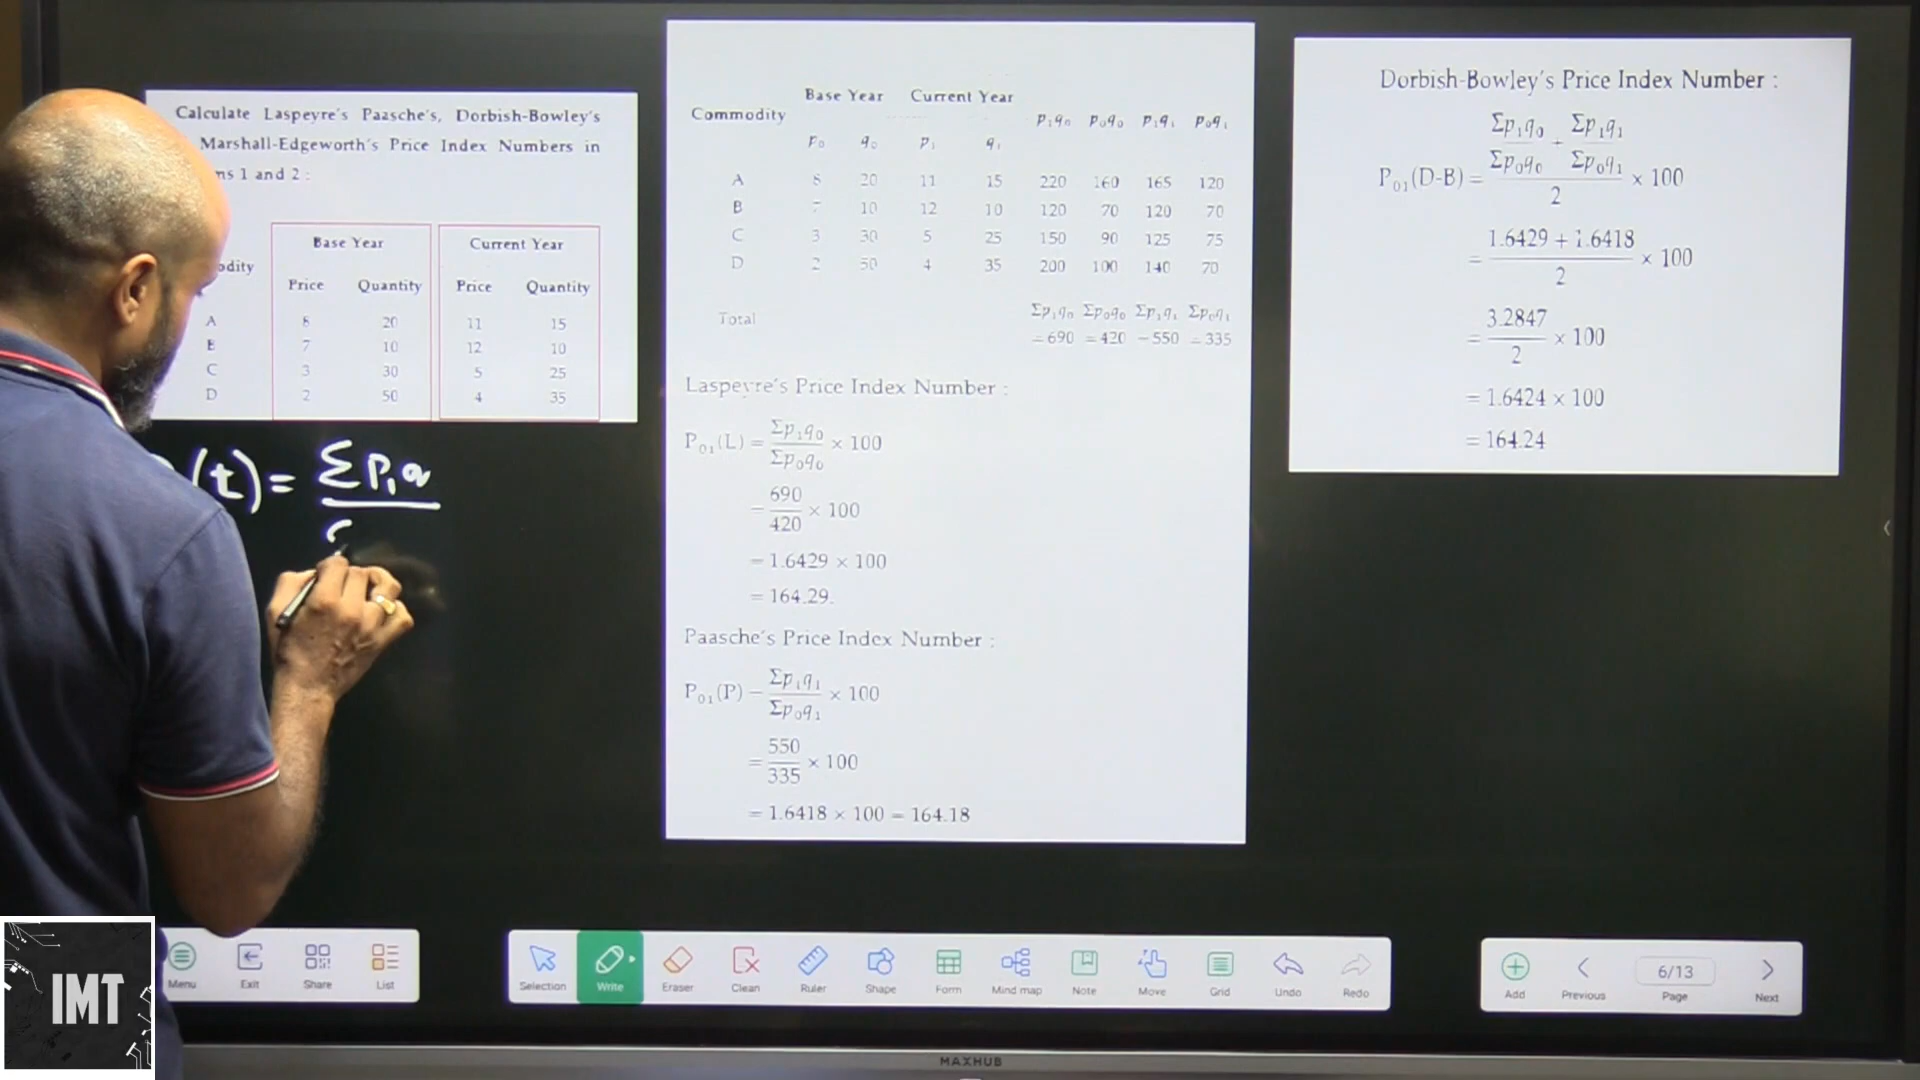 Calculate Laspeyre's Paasche's, Dorbish-Bowley's
Marshall-Edgeworth's Price Index Numbers in
ns 1 and 2 :
odity Base Year Current Year
Price Quantity Price Quantity
A 8 20 11 15
B 7 10 12 10
C 3 30 5 25
D 2 50 4 35
(t) = Σp₁q
Commodity Base Year Current Year p₁q₀ p₀q₀ p₁q₁ p₀q₁
p₀ q₀ p₁ q₁
A 8 20 11 15 220 160 165 120
B 7 10 12 10 120 70 120 70
C 3 30 5 25 150 90 125 75
D 2 50 4 35 200 100 140 70
Total Σp₁q₀ Σp₀q₀ Σp₁q₁ Σp₀q₁
= 690 = 420 = 550 = 335
Laspeyre's Price Index Number :
P₀₁(L) = Σp₁q₀ / Σp₀q₀ × 100
= 690 / 420 × 100
= 1.6429 × 100
= 164.29.
Paasche's Price Index Number :
P₀₁(P) = Σp₁q₁ / Σp₀q₁ × 100
= 550 / 335 × 100
= 1.6418 × 100 = 164.18
Dorbish-Bowley's Price Index Number :
P₀₁(D-B) = (Σp₁q₀ / Σp₀q₀ + Σp₁q₁ / Σp₀q₁) / 2 × 100
= 1.6429 + 1.6418 / 2 × 100
= 3.2847 / 2 × 100
= 1.6424 × 100
= 164.24
IMT
Menu Exit Share List
Selection Write Eraser Clean Ruler Shape Form Mind map Note Move Grid Undo Redo
Add Previous 6/13 Page Next
MAXHUB